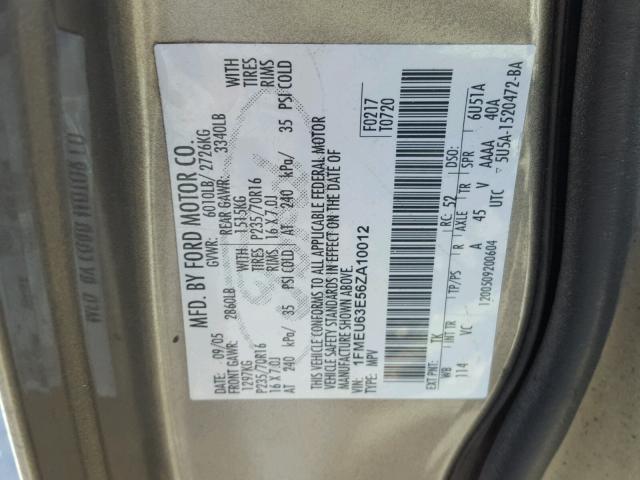 MFD. BY FORD MOTOR CO.
DATE: 09/05 GVWR: 6010LB/ 2726KG
FRONT GAWR: 2860LB REAR GAWR: 3340LB
1297KG 1515KG WITH
P235/70R16 P235/70R16 TIRES
16 X 7.0J 16 X 7.0J RIMS
AT 240 kPa/ 35 PSI COLD AT 240 kPa/ 35 PSI COLD
WITH
TIRES
RIMS
THIS VEHICLE CONFORMS TO ALL APPLICABLE FEDERAL MOTOR
VEHICLE SAFETY STANDARDS IN EFFECT ON THE DATE OF MANUFACTURE
SHOWN ABOVE.
VIN: 1FMEU63E56ZA10012
TYPE: MPV
F0217
T0720
EXT PNT: TK RC: 52 DSO:
WB INT TR TP/PS R AXLE TR SPR 6U5TA
114 VC A 45 V AAAA 40A
1200509200604 UTC ▽ 5U5A-1520472-BA